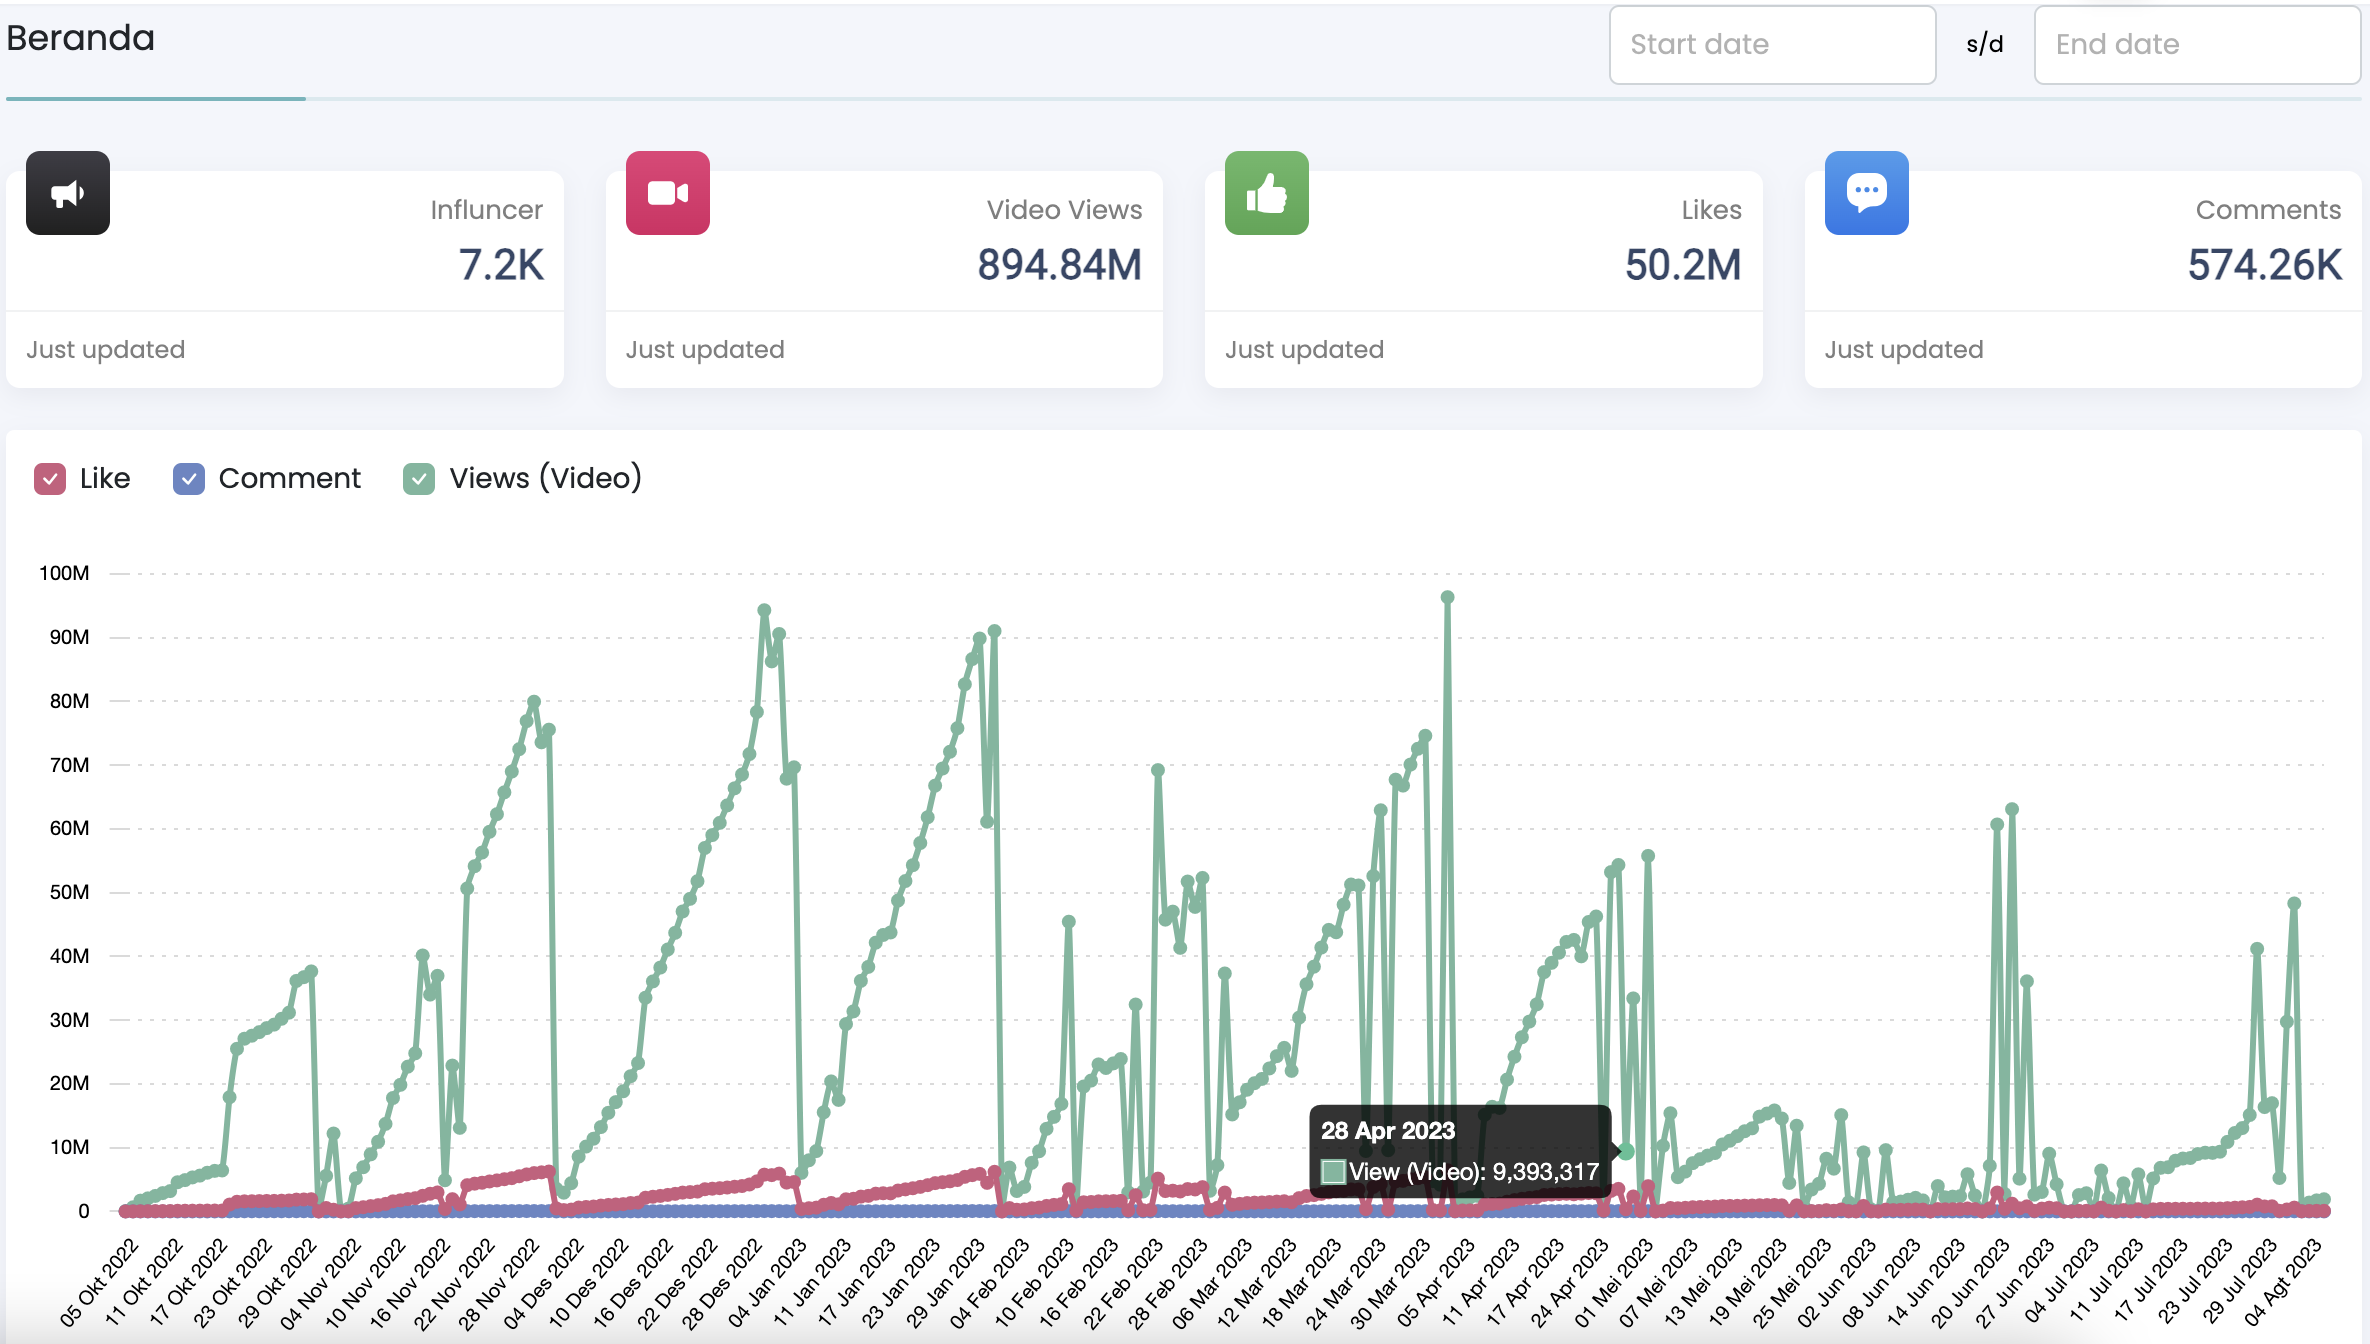 Beranda
Start date
s/d
End date
Influncer
7.2K
Just updated
Video Views
894.84M
Just updated
Likes
50.2M
Just updated
Comments
574.26K
Just updated
Like
Comment
Views (Video)
100M
90M
80M
70M
60M
50M
40M
30M
20M
10M
0
28 Apr 2023
View (Video): 9,393,317
05 Okt 2022
11 Okt 2022
17 Okt 2022
23 Okt 2022
29 Okt 2022
04 Nov 2022
10 Nov 2022
16 Nov 2022
22 Nov 2022
28 Nov 2022
04 Des 2022
10 Des 2022
16 Des 2022
22 Des 2022
28 Des 2022
04 Jan 2023
11 Jan 2023
17 Jan 2023
23 Jan 2023
29 Jan 2023
04 Feb 2023
10 Feb 2023
16 Feb 2023
22 Feb 2023
28 Feb 2023
06 Mar 2023
12 Mar 2023
18 Mar 2023
24 Mar 2023
30 Mar 2023
05 Apr 2023
11 Apr 2023
17 Apr 2023
24 Apr 2023
01 Mei 2023
07 Mei 2023
13 Mei 2023
19 Mei 2023
25 Mei 2023
02 Jun 2023
08 Jun 2023
14 Jun 2023
20 Jun 2023
27 Jun 2023
04 Jul 2023
11 Jul 2023
17 Jul 2023
23 Jul 2023
29 Jul 2023
04 Agt 2023